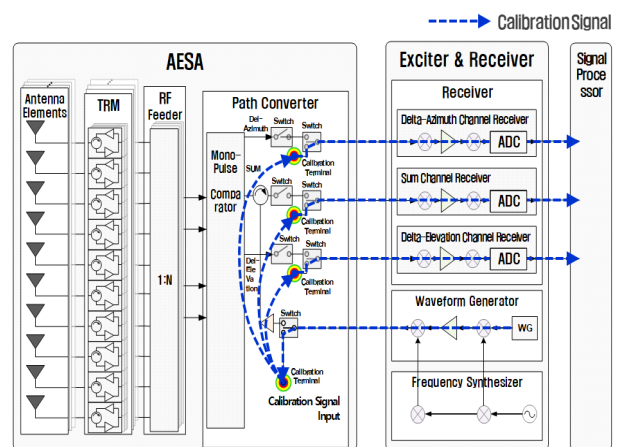 Calibration Signal
AESA
Antenna
Elements
TRM
RF
Feeder
1:N
Path Converter
Mono-
Pulse
Compa
rator
Del-
Azimuth
SUM
Del-
Ele
Va
tion
Switch
Switch
Calibration
Terminal
Switch
Switch
Calibration
Terminal
Switch
Switch
Calibration
Terminal
Switch
Calibration
Terminal
Calibration Signal
Input
Exciter & Receiver
Receiver
Delta-Azimuth Channel Receiver
ADC
Sum Channel Receiver
ADC
Delta-Elevation Channel Receiver
ADC
Waveform Generator
WG
Frequency Synthesizer
Signal
Proce
ssor